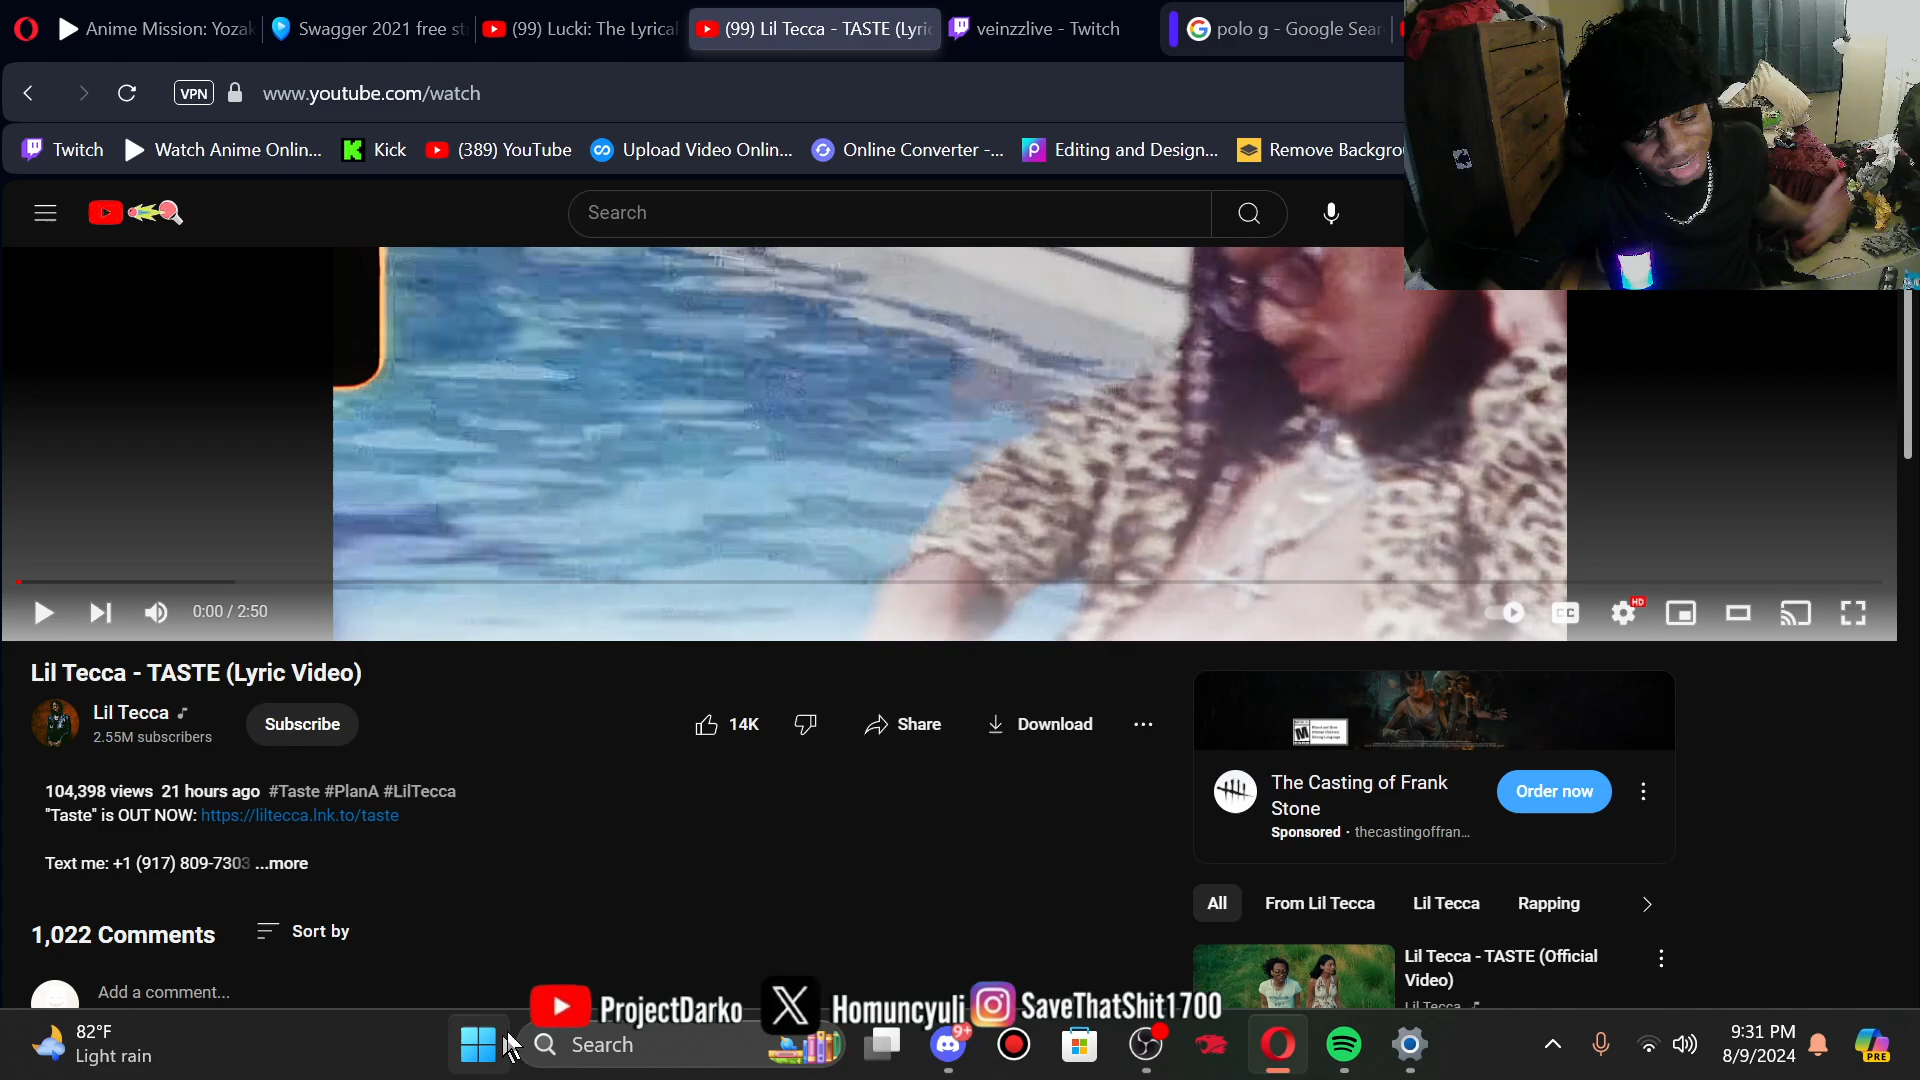 Anime Mission: Yozak
Swagger 2021 free st
(99) Lucki: The Lyrical
(99) Lil Tecca - TASTE (Lyric
veinzzlive - Twitch
polo g - Google Sear
VPN
www.youtube.com/watch
Twitch
Watch Anime Onlin...
Kick
(389) YouTube
Upload Video Onlin...
Online Converter -...
Editing and Design...
Remove Backgro
Search
0:00 / 2:50
CC
HD
Lil Tecca - TASTE (Lyric Video)
Lil Tecca
2.55M subscribers
Subscribe
14K
Share
Download
104,398 views 21 hours ago #Taste #PlanA #LilTecca
"Taste" is OUT NOW: https://liltecca.lnk.to/taste
Text me: +1 (917) 809-7303 ...more
1,022 Comments
Sort by
Add a comment...
The Casting of Frank
Stone
Sponsored · thecastingoffran...
Order now
All
From Lil Tecca
Lil Tecca
Rapping
Lil Tecca - TASTE (Official
Video)
Lil Tecca
ProjectDarko
Homuncyuli
SaveThatShit1700
82°F
Light rain
Search
9+
9:31 PM
8/9/2024
PRE